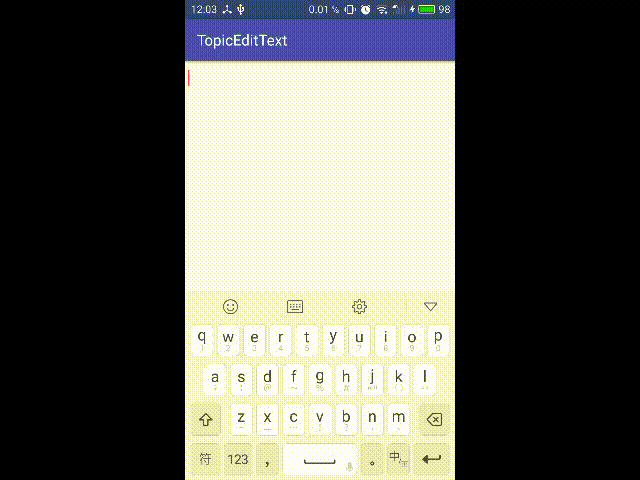 12:03 0.01 % 98
TopicEditText
q w e r t y u i o p
a s d f g h j k l
z x c v b n m
符 123 , 。 中